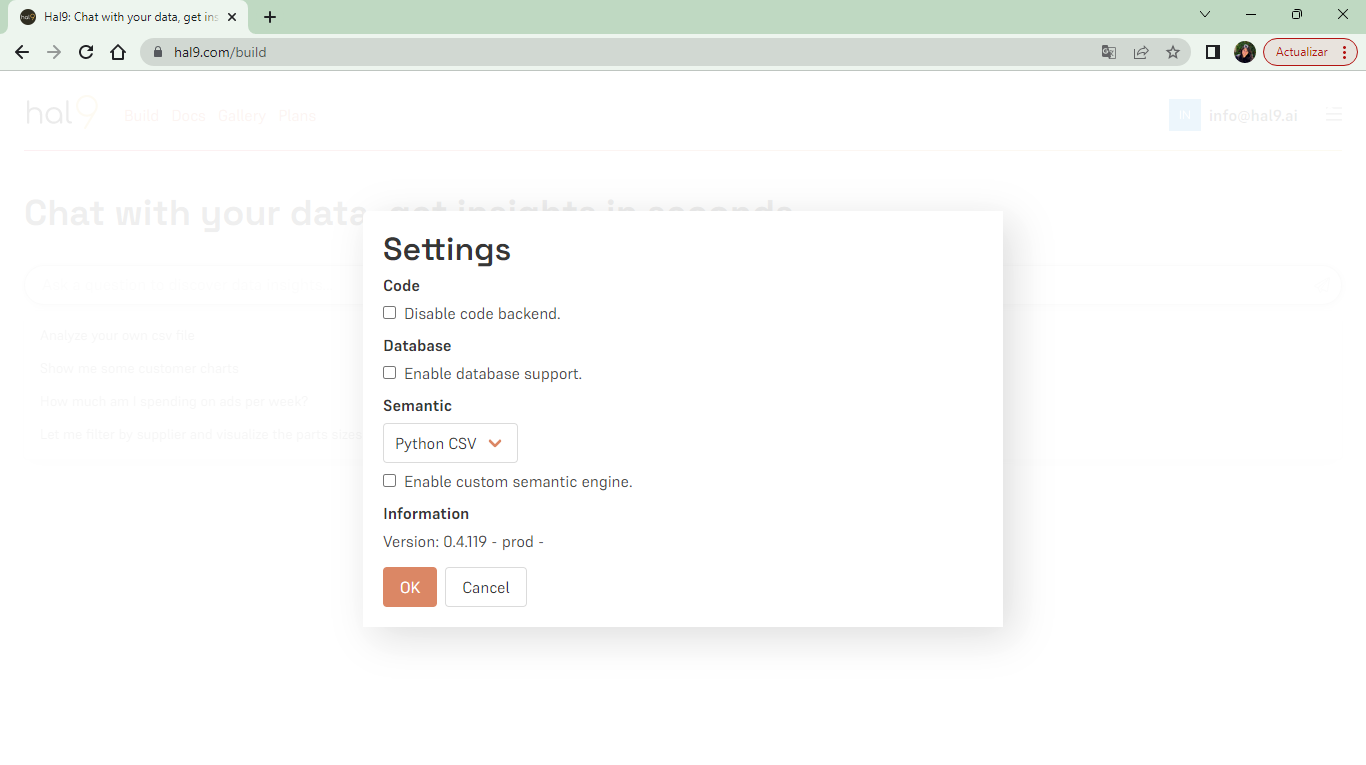 Hal9: Chat with your data, get ins
hal9.com/build
Actualizar
hal9
Build Docs Gallery Plans
IN info@hal9.ai
Chat with your data, get insights in seconds
Settings
Code
Disable code backend.
Database
Enable database support.
Semantic
Python CSV
Enable custom semantic engine.
Information
Version: 0.4.119 - prod -
OK Cancel
Analyze your own csv file
Show me some customer charts
How much am I spending on ads per week?
Let me filter by supplier and visualize the parts sizes